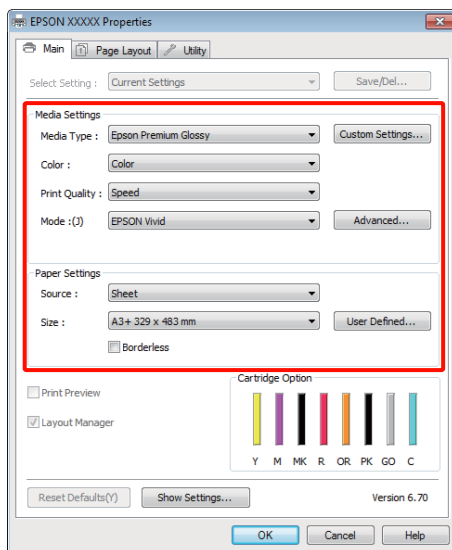 EPSON XXXXX Properties
Main Page Layout Utility
Select Setting : Current Settings Save/Del...
Media Settings
Media Type : Epson Premium Glossy Custom Settings...
Color : Color
Print Quality : Speed
Mode :(J) EPSON Vivid Advanced...
Paper Settings
Source : Sheet
Size : A3+ 329 x 483 mm User Defined...
Borderless
Print Preview
Layout Manager
Cartridge Option
Y M MK R OR PK GO C
Reset Defaults(Y) Show Settings... Version 6.70
OK Cancel Help